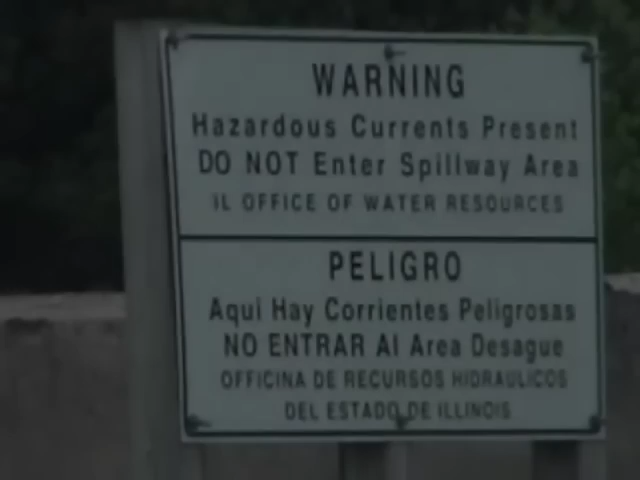 WARNING
Hazardous Currents Present
DO NOT Enter Spillway Area
IL OFFICE OF WATER RESOURCES
PELIGRO
Aqui Hay Corrientes Peligrosas
NO ENTRAR Al Area Desague
OFFICINA DE RECURSOS HIDRAULICOS
DEL ESTADO DE ILLINOIS